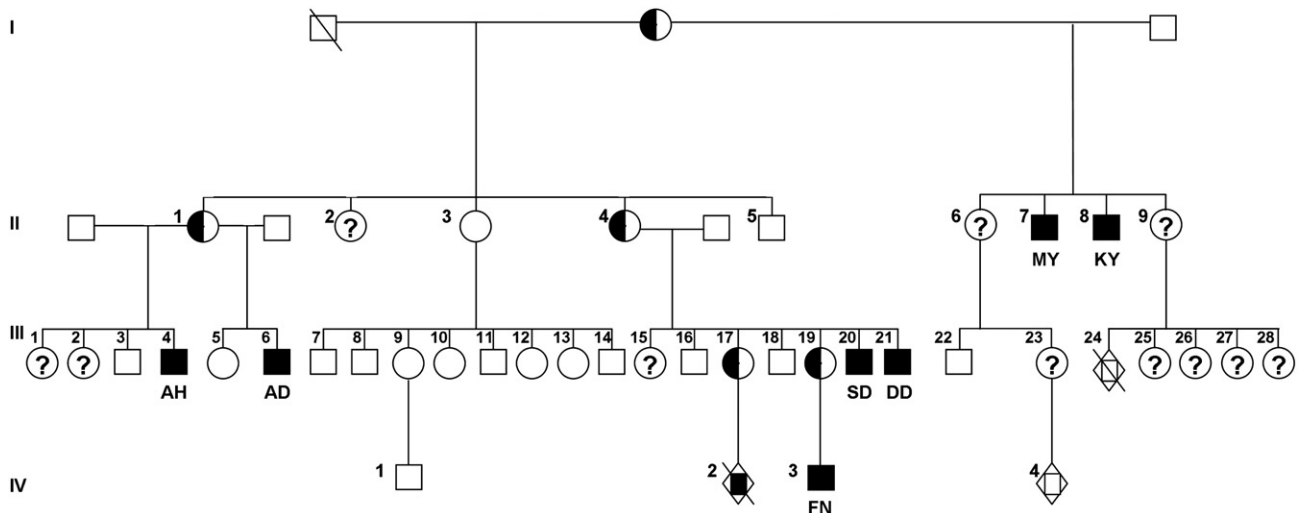 I
II
1 2 3 4 5 6 7 8 9
? ? ?
MY KY
III
1 2 3 4 5 6 7 8 9 10 11 12 13 14 15 16 17 18 19 20 21 22 23 24 25 26 27 28
? ? ? ? ? ? ? ?
AH AD SD DD
1 2 3 4
IV
FN